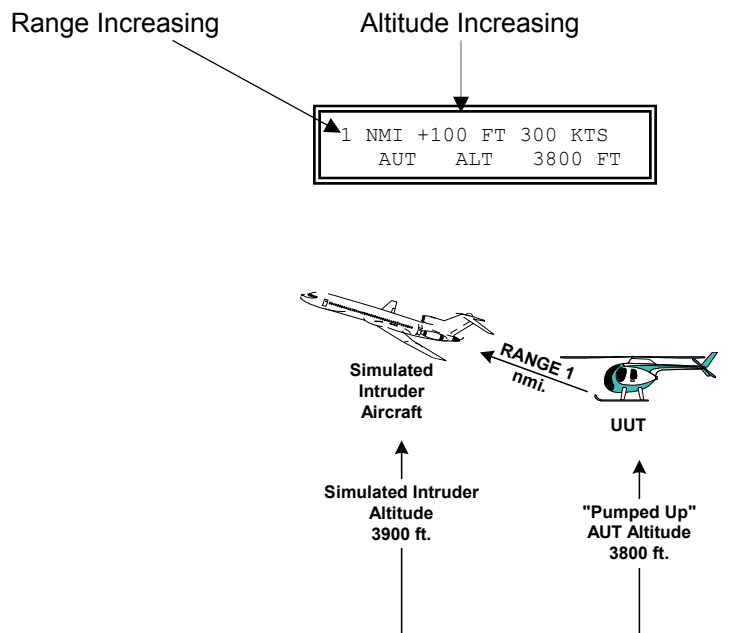 Range Increasing
Altitude Increasing
1 NMI +100 FT 300 KTS
AUT ALT 3800 FT
RANGE 1
nmi.
Simulated
Intruder
Aircraft
UUT
Simulated Intruder
Altitude
3900 ft.
"Pumped Up"
AUT Altitude
3800 ft.